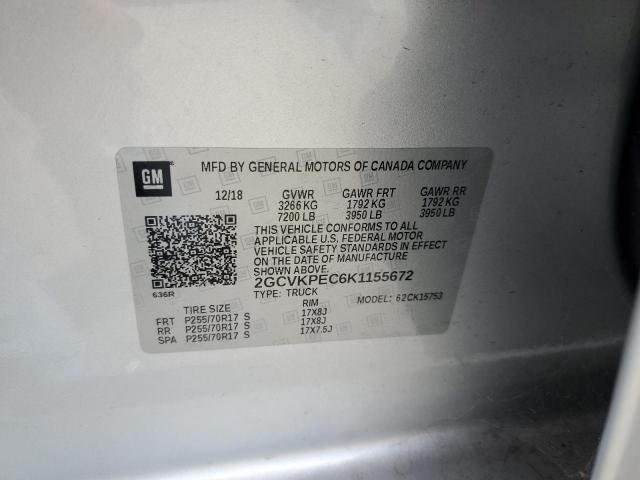 GM
MFD BY GENERAL MOTORS OF CANADA COMPANY
12/18 GVWR GAWR FRT GAWR RR
3266 KG 1792 KG 1792 KG
7200 LB 3950 LB 3950 LB
THIS VEHICLE CONFORMS TO ALL
APPLICABLE U.S. FEDERAL MOTOR
VEHICLE SAFETY STANDARDS IN EFFECT
ON THE DATE OF MANUFACTURE
SHOWN ABOVE.
2GCVKPEC6K1155672
636R
TYPE: TRUCK MODEL: 62CK15753
TIRE SIZE RIM
FRT P255/70R17 S 17X8J
RR P255/70R17 S 17X8J
SPA P255/70R17 S 17X7.5J